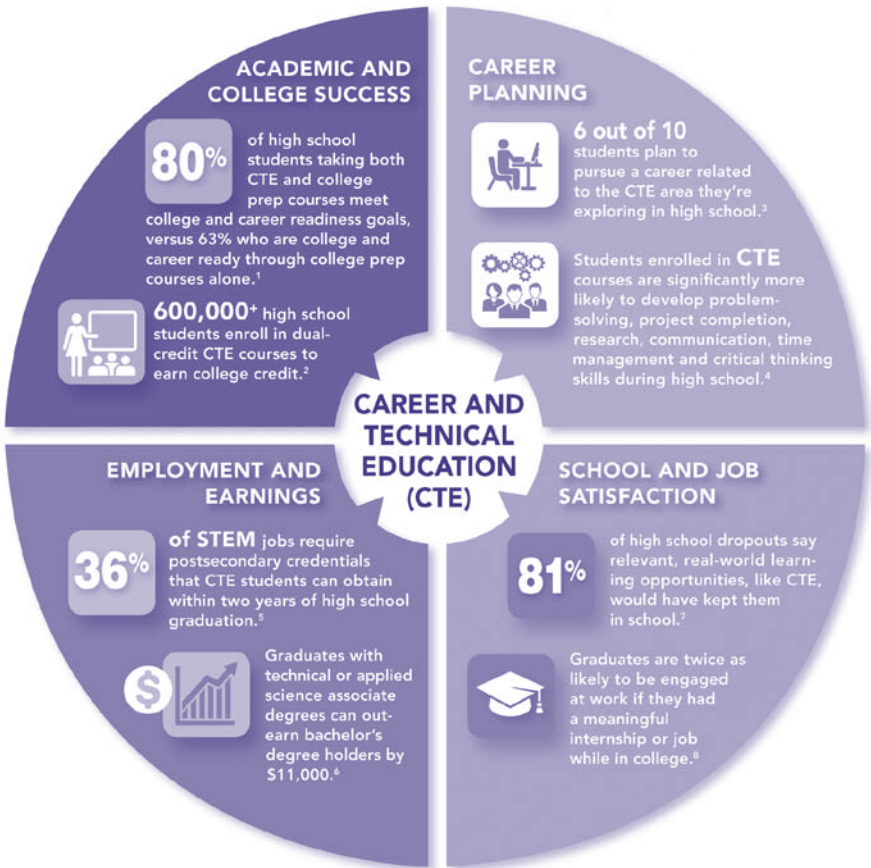 ACADEMIC AND
COLLEGE SUCCESS
80%
of high school
students taking both
CTE and college
prep courses meet
college and career readiness goals,
versus 63% who are college and
career ready through college prep
courses alone.¹
600,000⁺ high school
students enroll in dual-
credit CTE courses to
earn college credit.²
CAREER
PLANNING
6 out of 10
students plan to
pursue a career related
to the CTE area they're
exploring in high school.³
Students enrolled in CTE
courses are significantly more
likely to develop problem-
solving, project completion,
research, communication, time
management and critical thinking
skills during high school.⁴
CAREER AND
TECHNICAL
EDUCATION
(CTE)
EMPLOYMENT AND
EARNINGS
36%
of STEM jobs require
postsecondary credentials
that CTE students can obtain
within two years of high school
graduation.⁵
$
Graduates with
technical or applied
science associate
degrees can out-
earn bachelor's
degree holders by
$11,000.⁶
SCHOOL AND JOB
SATISFACTION
81%
of high school dropouts say
relevant, real-world learn-
ing opportunities, like CTE,
would have kept them
in school.⁷
Graduates are twice as
likely to be engaged
at work if they had
a meaningful
internship or job
while in college.⁸